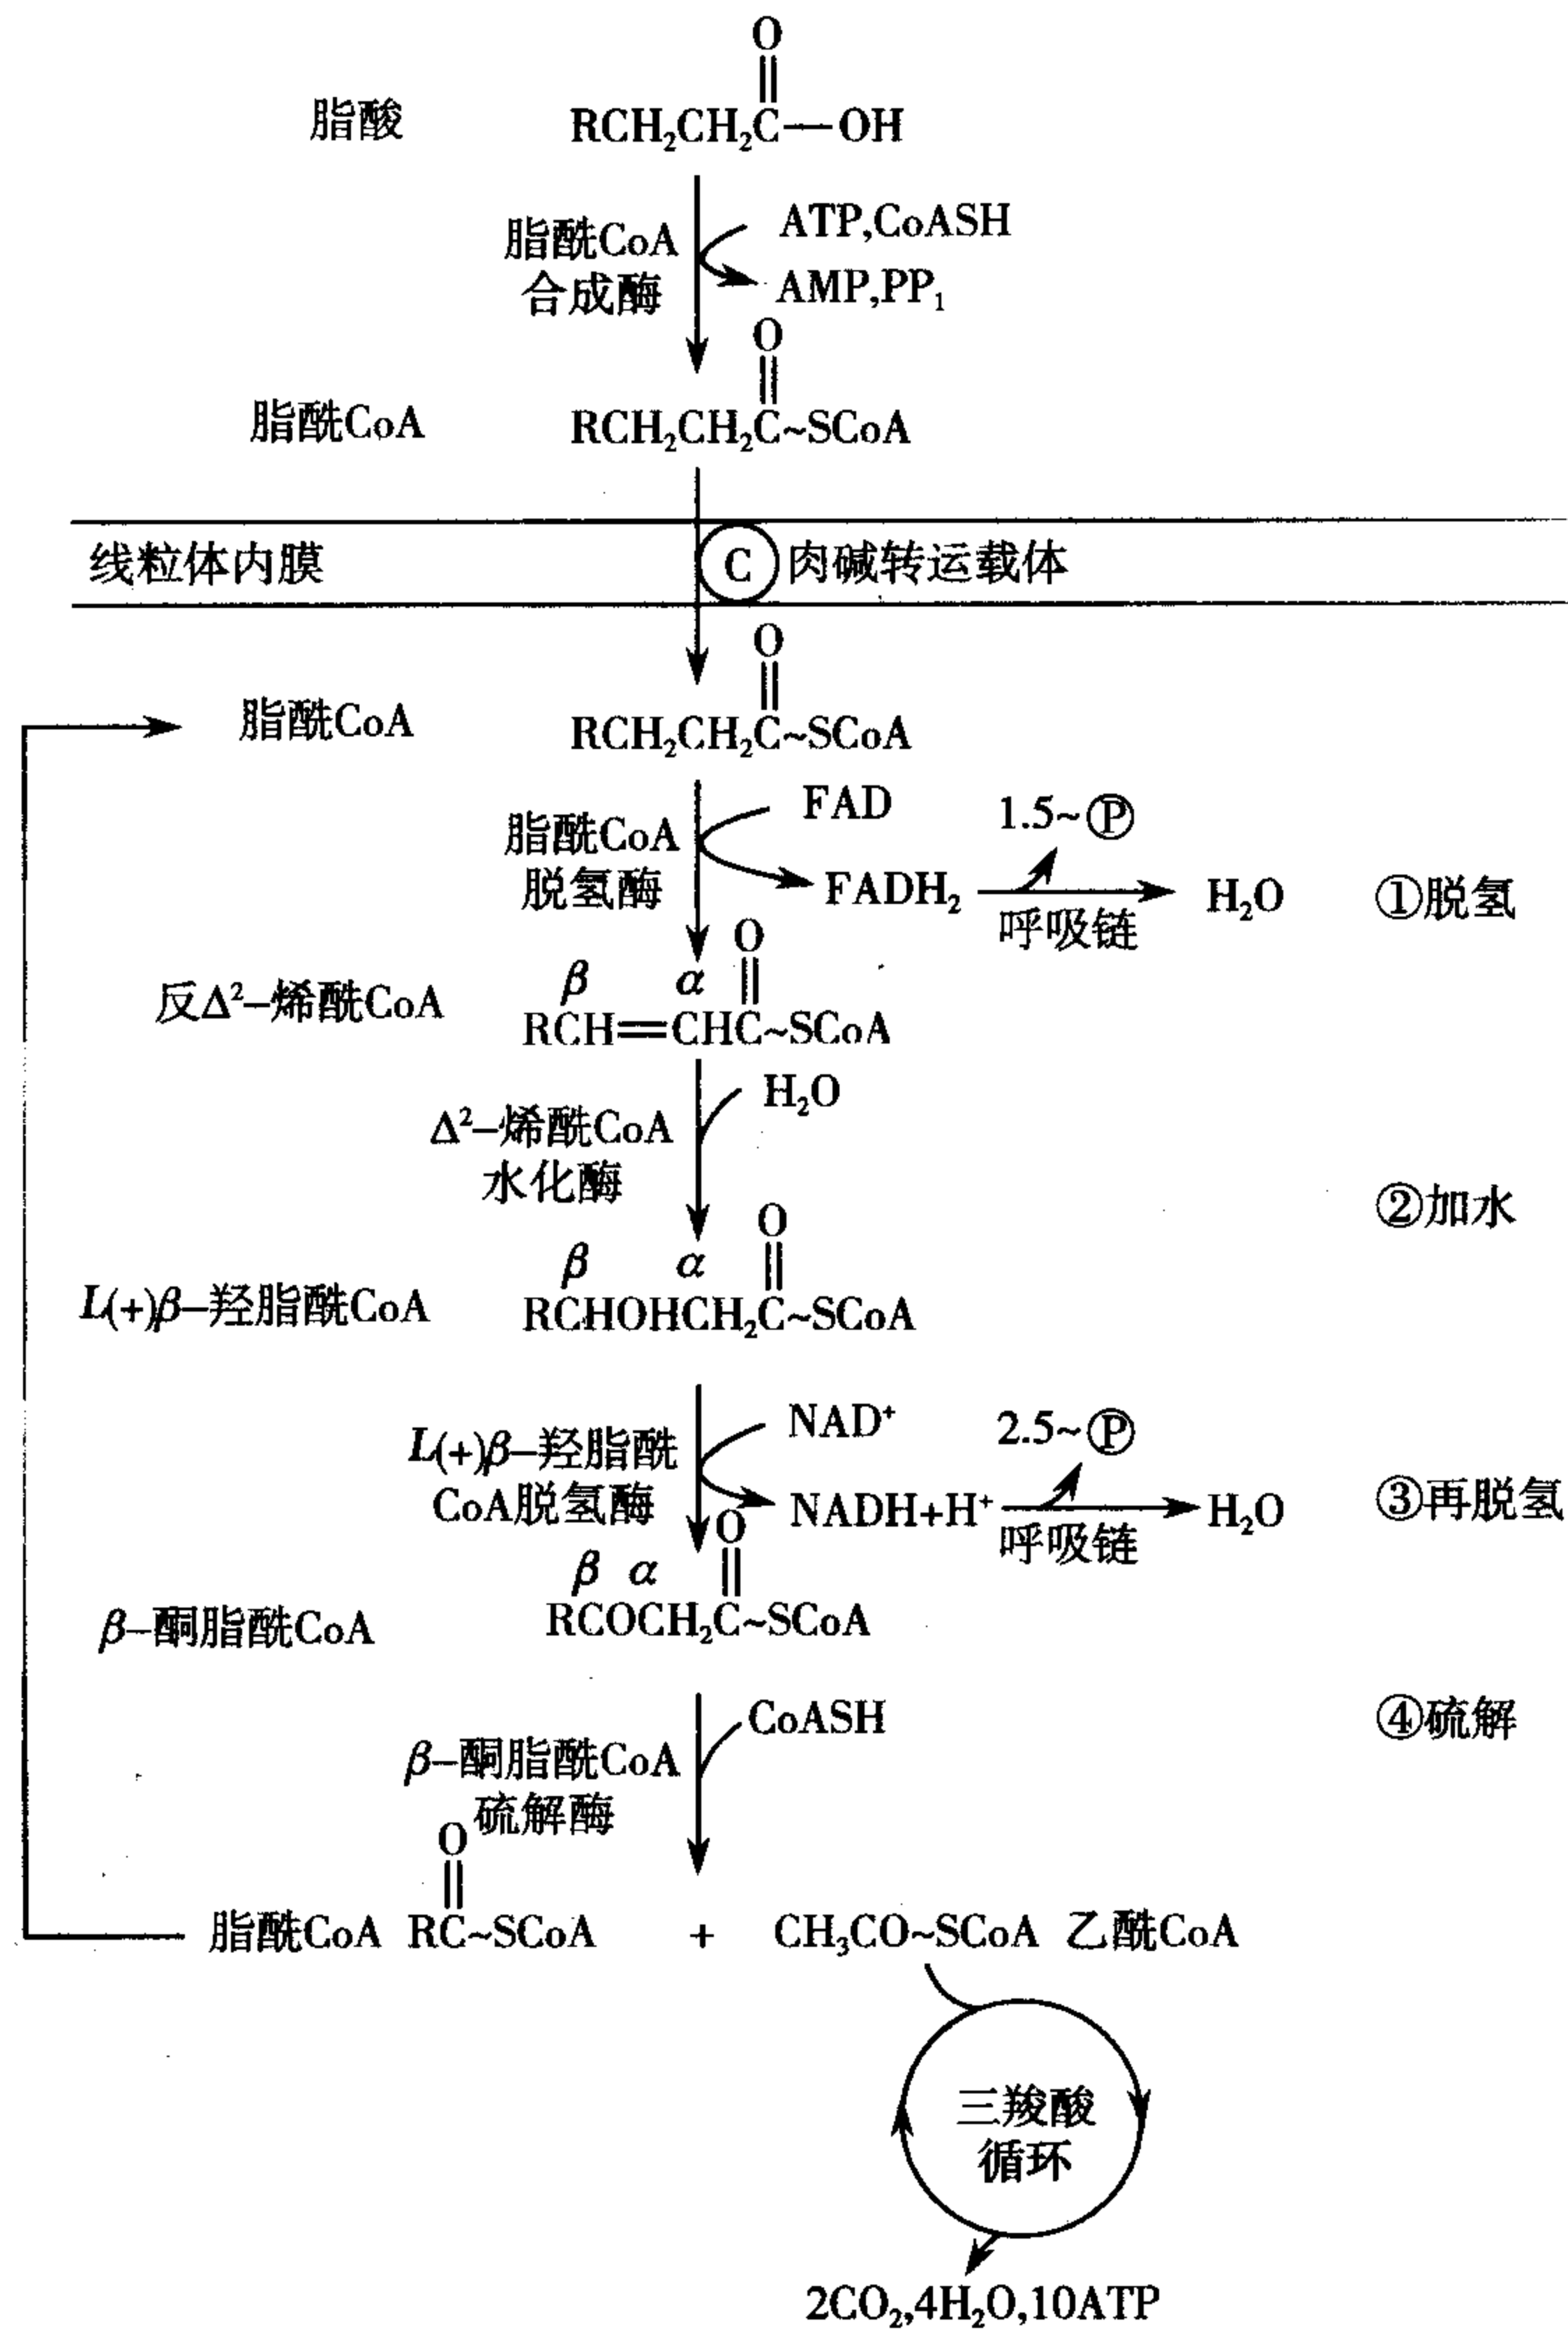 O
脂酸 RCH₂CH₂C—OH
脂酰CoA ATP,CoASH
合成酶 AMP,PP₁
O
脂酰CoA RCH₂CH₂C~SCoA
线粒体内膜 C 肉碱转运载体
O
脂酰CoA RCH₂CH₂C~SCoA
脂酰CoA FAD 1.5~Ⓟ
脱氢酶 FADH₂ 呼吸链 H₂O ①脱氢
β α O
反Δ²-烯酰CoA RCH=CHC~SCoA
Δ²-烯酰CoA H₂O
水化酶 ②加水
β α O
L(+)β-羟脂酰CoA RCHOHCH₂C~SCoA
L(+)β-羟脂酰 NAD⁺ 2.5~Ⓟ
CoA脱氢酶 NADH+H⁺ 呼吸链 H₂O ③再脱氢
β α O
β-酮脂酰CoA RCOCH₂C~SCoA
β-酮脂酰CoA CoASH ④硫解
硫解酶
O
脂酰CoA RC~SCoA + CH₃CO~SCoA 乙酰CoA
三羧酸
循环
2CO₂,4H₂O,10ATP